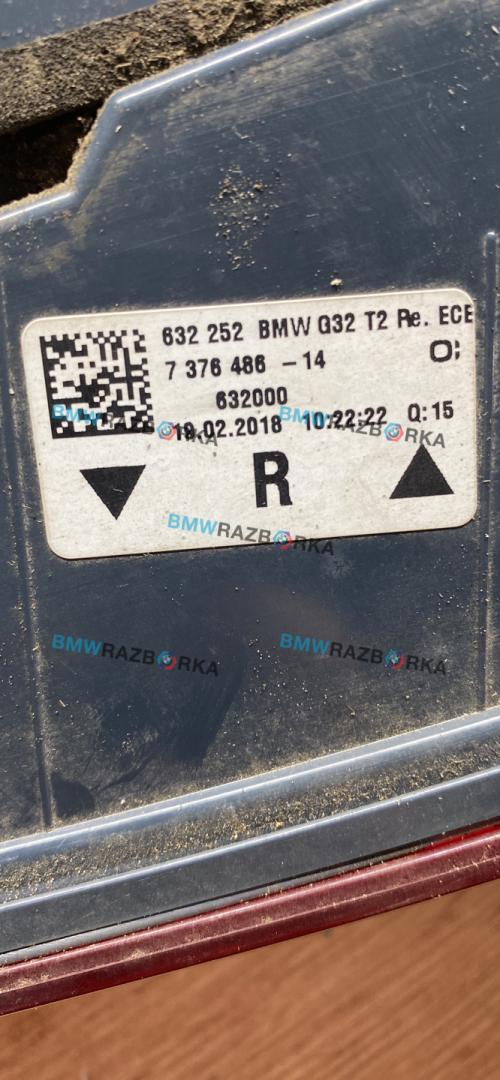 632 252 BMW G32 T2 Re. ECE
7 376 486 -14
O:
632000
19.02.2018 10:22:22 Q:15
R
BMWRAZBORKA
BMWRAZBORKA
BMWRAZBORKA
BMWRAZBORKA
BMWRAZBORKA